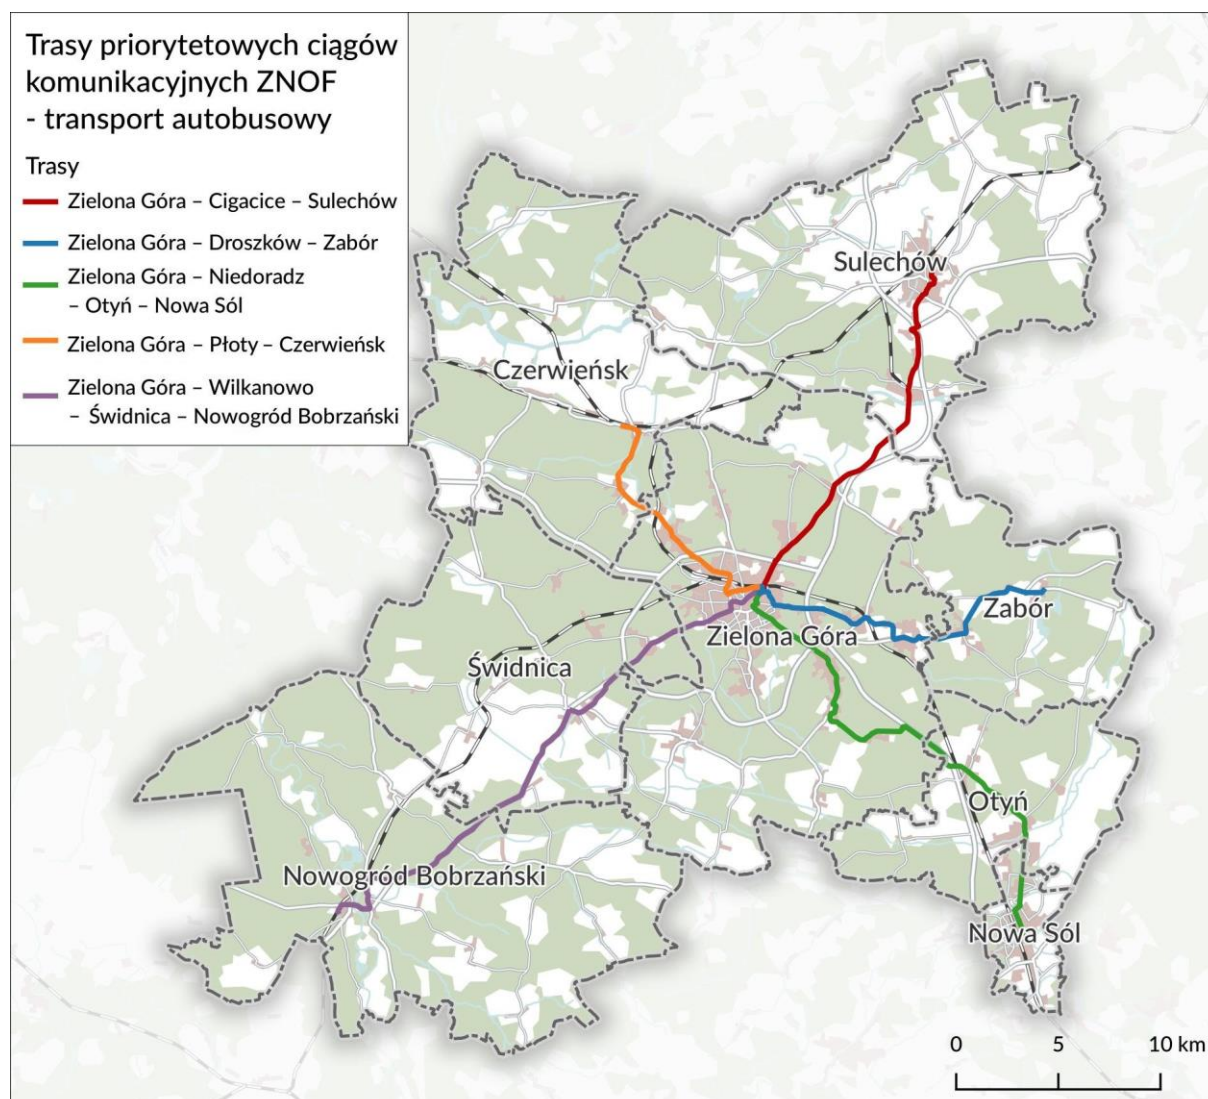 Trasy priorytetowych ciągów
komunikacyjnych ZNOF
- transport autobusowy
Trasy
Zielona Góra – Cigacice – Sulechów
Zielona Góra – Droszków – Zabór
Zielona Góra – Niedoradz
– Otyń – Nowa Sól
Zielona Góra – Płoty – Czerwieńsk
Zielona Góra – Wilkanowo
– Świdnica – Nowogród Bobrzański
Sulechów
Czerwieńsk
Zabór
Zielona Góra
Świdnica
Otyń
Nowogród Bobrzański
Nowa Sól
0 5 10 km